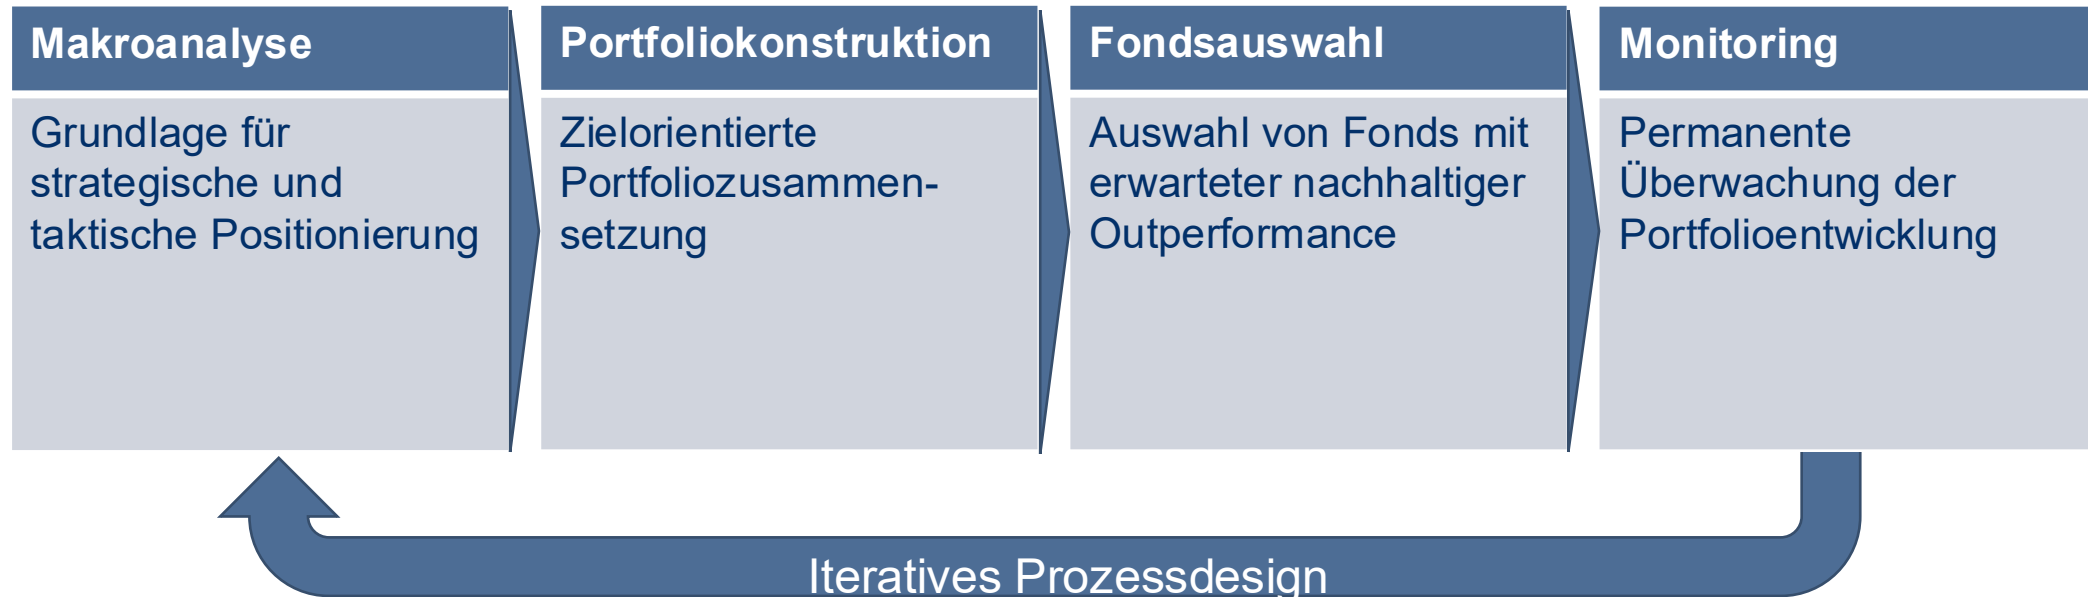 Makroanalyse
Grundlage für
strategische und
taktische Positionierung
Portfoliokonstruktion
Zielorientierte
Portfoliozusammen-
setzung
Fondsauswahl
Auswahl von Fonds mit
erwarteter nachhaltiger
Outperformance
Monitoring
Permanente
Überwachung der
Portfolioentwicklung
Iteratives Prozessdesign